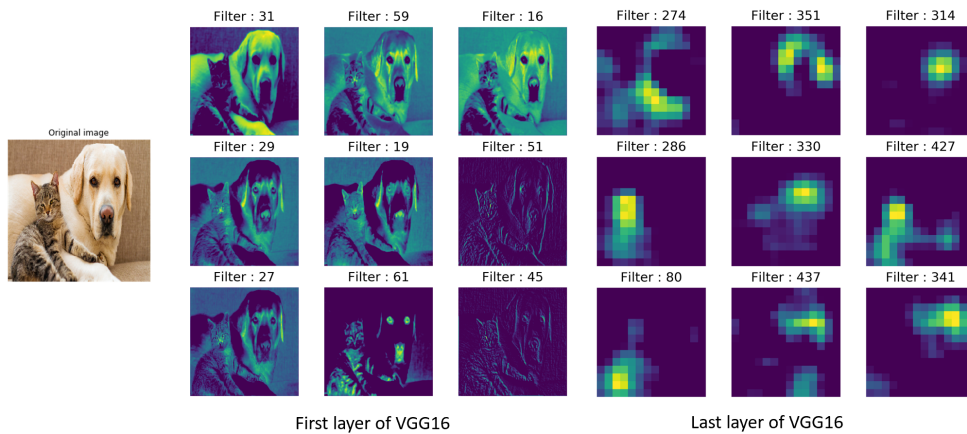 Filter : 31 Filter : 59 Filter : 16 Filter : 274 Filter : 351 Filter : 314
Original image
Filter : 29 Filter : 19 Filter : 51 Filter : 286 Filter : 330 Filter : 427
Filter : 27 Filter : 61 Filter : 45 Filter : 80 Filter : 437 Filter : 341
First layer of VGG16 Last layer of VGG16